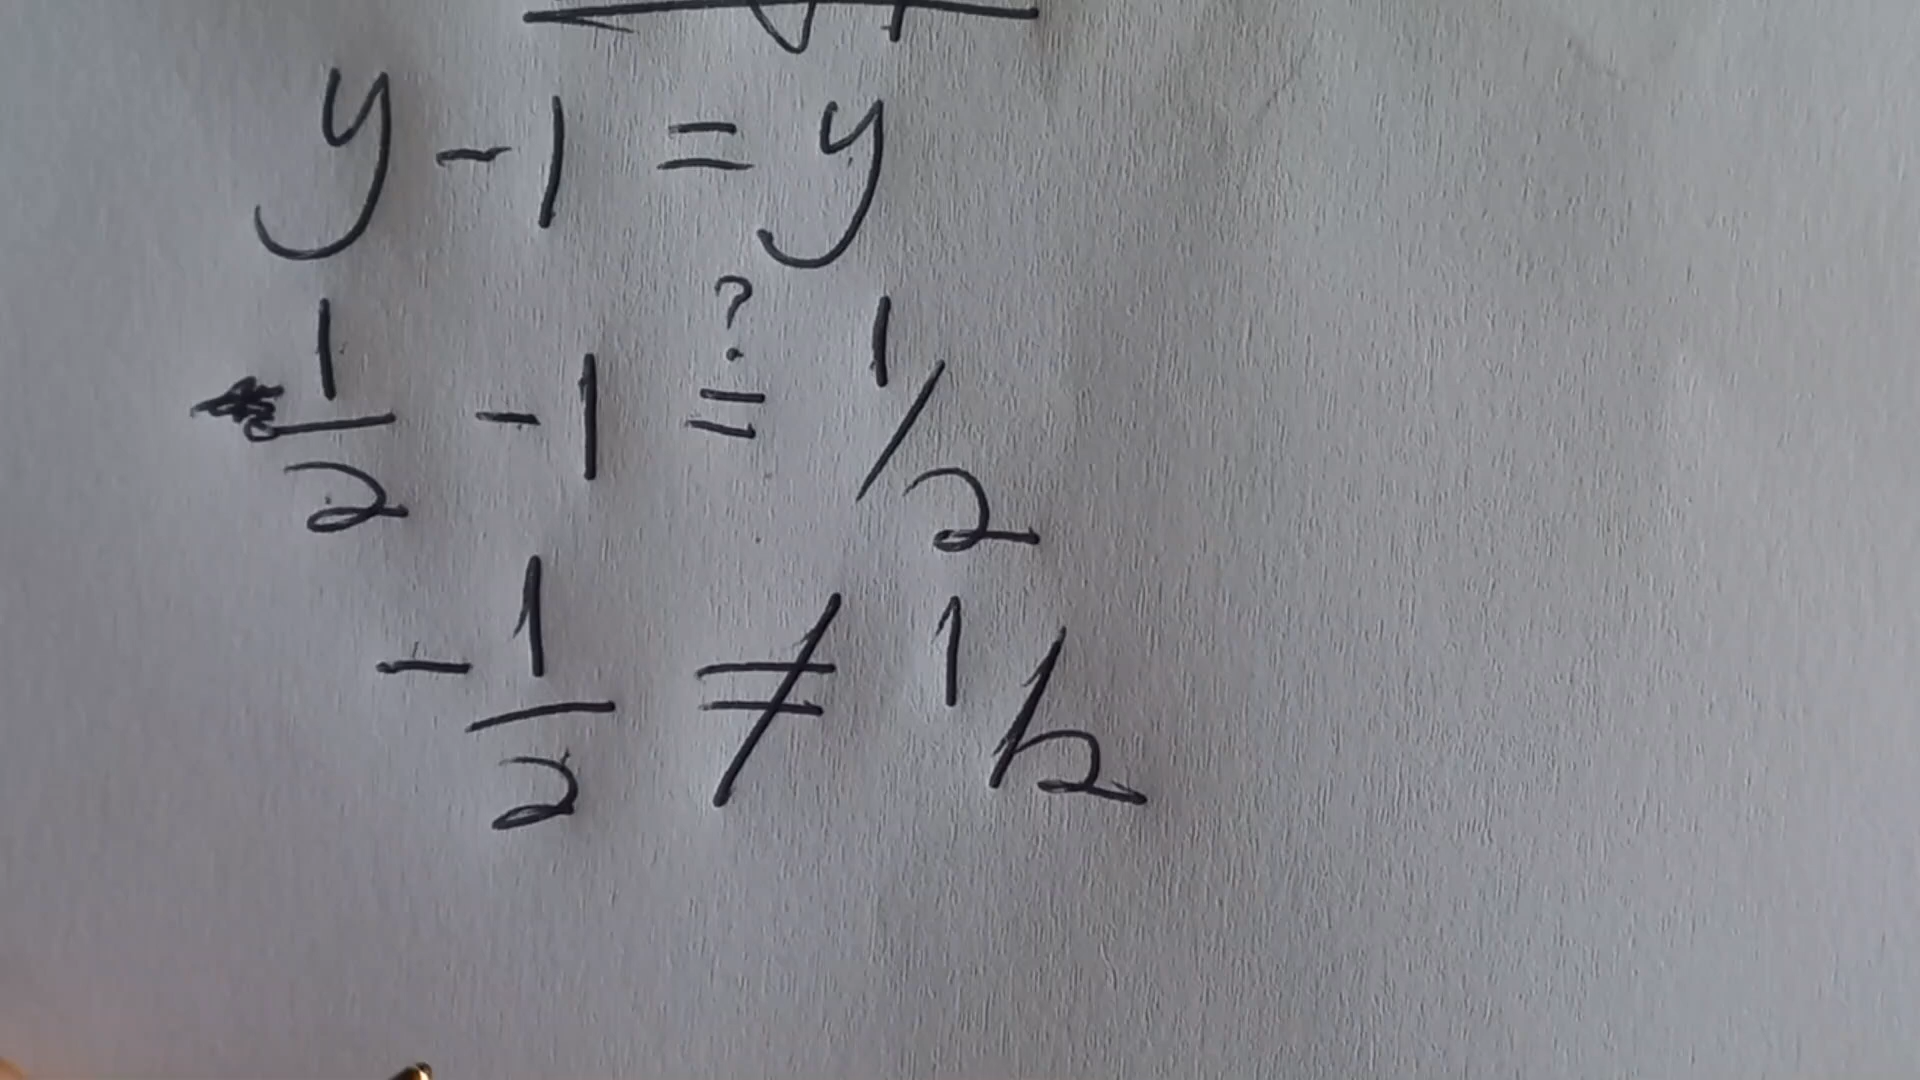 y - 1 = y
?
1/2 - 1 = 1/2
- 1/2 ≠ 1/2